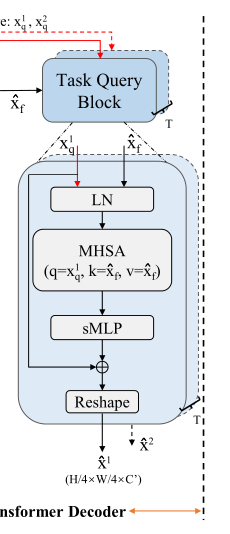 e: x¹q, x²q
Task Query
Block
x̂f
T
x¹q
x̂f
LN
MHSA
(q=x¹q, k=x̂f, v=x̂f)
sMLP
Reshape
T
x̂²
x̂¹
(H/4×W/4×C’)
nsformer Decoder